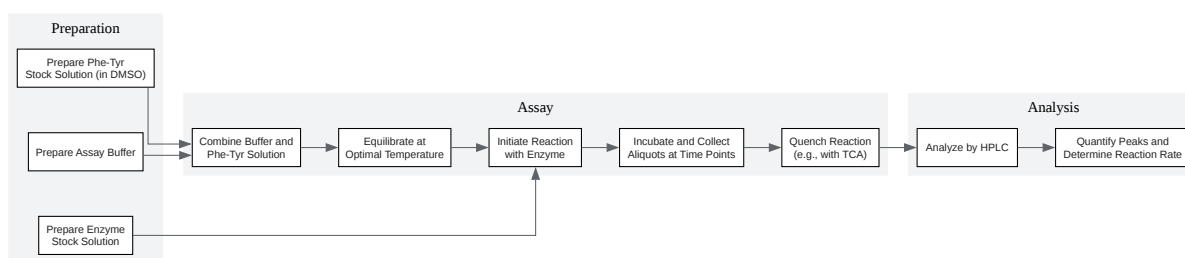 Preparation
Prepare Phe-Tyr
Stock Solution (in DMSO)
Prepare Assay Buffer
Prepare Enzyme
Stock Solution
Assay
Combine Buffer and
Phe-Tyr Solution
Equilibrate at
Optimal Temperature
Initiate Reaction
with Enzyme
Incubate and Collect
Aliquots at Time Points
Quench Reaction
(e.g., with TCA)
Analysis
Analyze by HPLC
Quantify Peaks and
Determine Reaction Rate